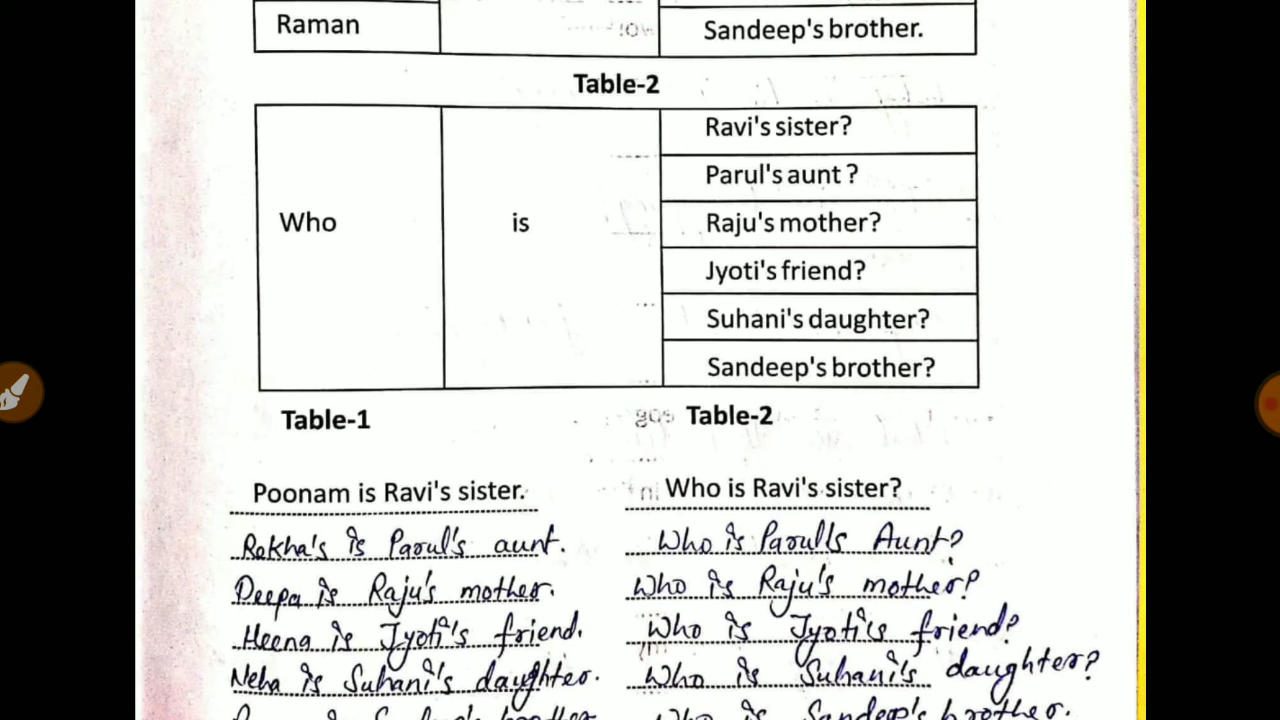 Raman Sandeep's brother.
Table-2
Ravi's sister?
Parul's aunt ?
Who is Raju's mother?
Jyoti's friend?
Suhani's daughter?
Sandeep's brother?
Table-1 Table-2
Poonam is Ravi's sister. Who is Ravi's sister?
Rekha's is Parul's aunt. Who is Parul's Aunt?
Deepa is Raju's mother. Who is Raju's mother?
Heena is Jyoti's friend. Who is Jyoti's friend?
Neha is Suhani's daughter. Who is Suhani's daughter?
brother Who is Sandeep's brother.